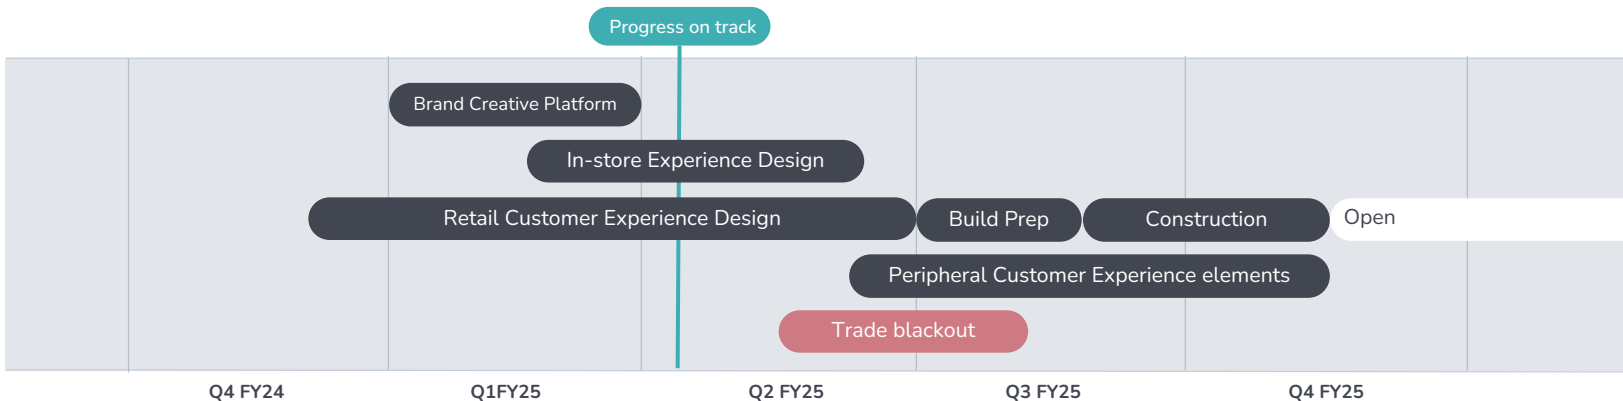 Progress on track
Brand Creative Platform
In-store Experience Design
Retail Customer Experience Design
Build Prep
Construction
Open
Peripheral Customer Experience elements
Trade blackout
Q4 FY24
Q1FY25
Q2 FY25
Q3 FY25
Q4 FY25